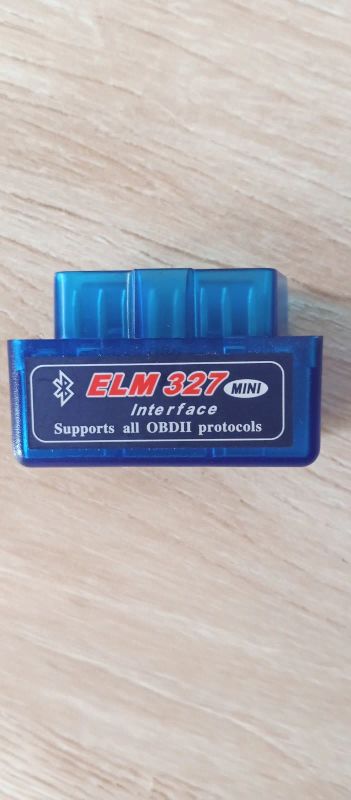 ELM 327 MINI
Interface
Supports all OBDII protocols